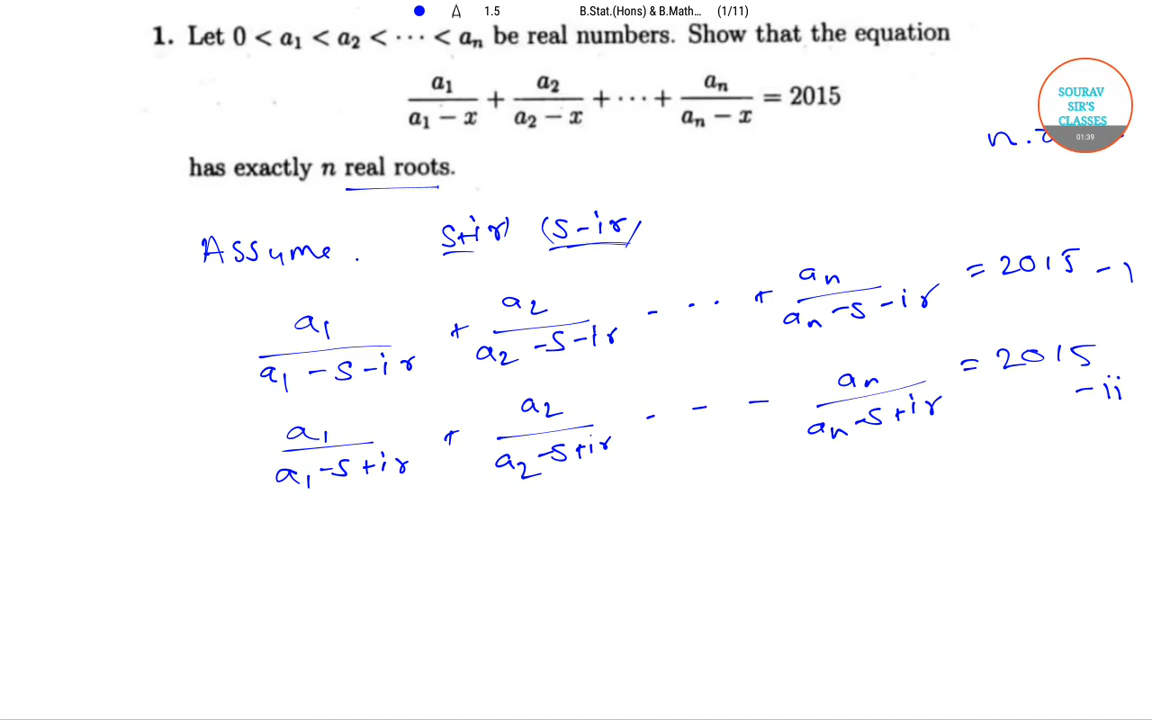 1.5 B.Stat.(Hons) & B.Math... (1/11)
1. Let 0 < a₁ < a₂ < ··· < aₙ be real numbers. Show that the equation
a₁/(a₁ − x) + a₂/(a₂ − x) + ··· + aₙ/(aₙ − x) = 2015
SOURAV
SIR'S
CLASSES
01:39
n.
has exactly n real roots.
Assume. s+ir) (s-ir)
a₁/(a₁-s-ir) + a₂/(a₂-s-ir) - - · · + aₙ/(aₙ-s-ir) = 2015 - i
a₁/(a₁-s+ir) + a₂/(a₂-s+ir) - - - aₙ/(aₙ-s+ir) = 2015 - ii